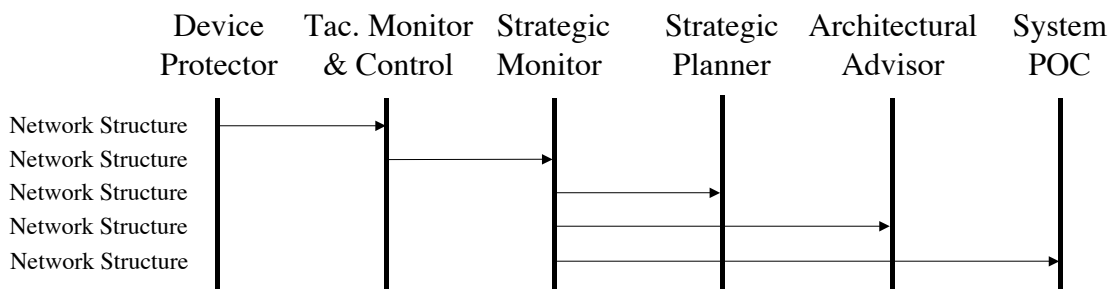 Device Tac. Monitor Strategic Strategic Architectural System
Protector & Control Monitor Planner Advisor POC
Network Structure
Network Structure
Network Structure
Network Structure
Network Structure